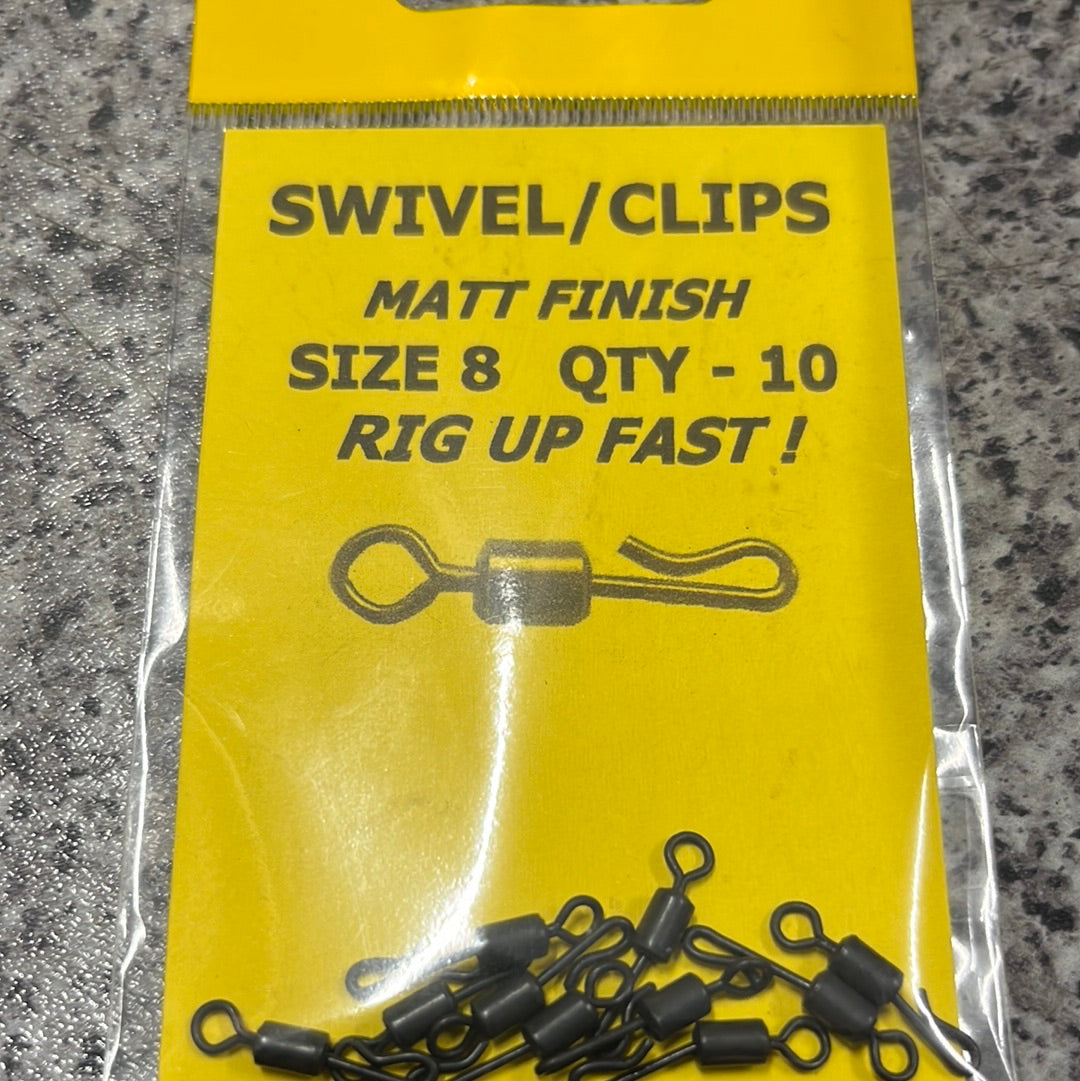 SWIVEL/CLIPS
MATT FINISH
SIZE 8 QTY - 10
RIG UP FAST !